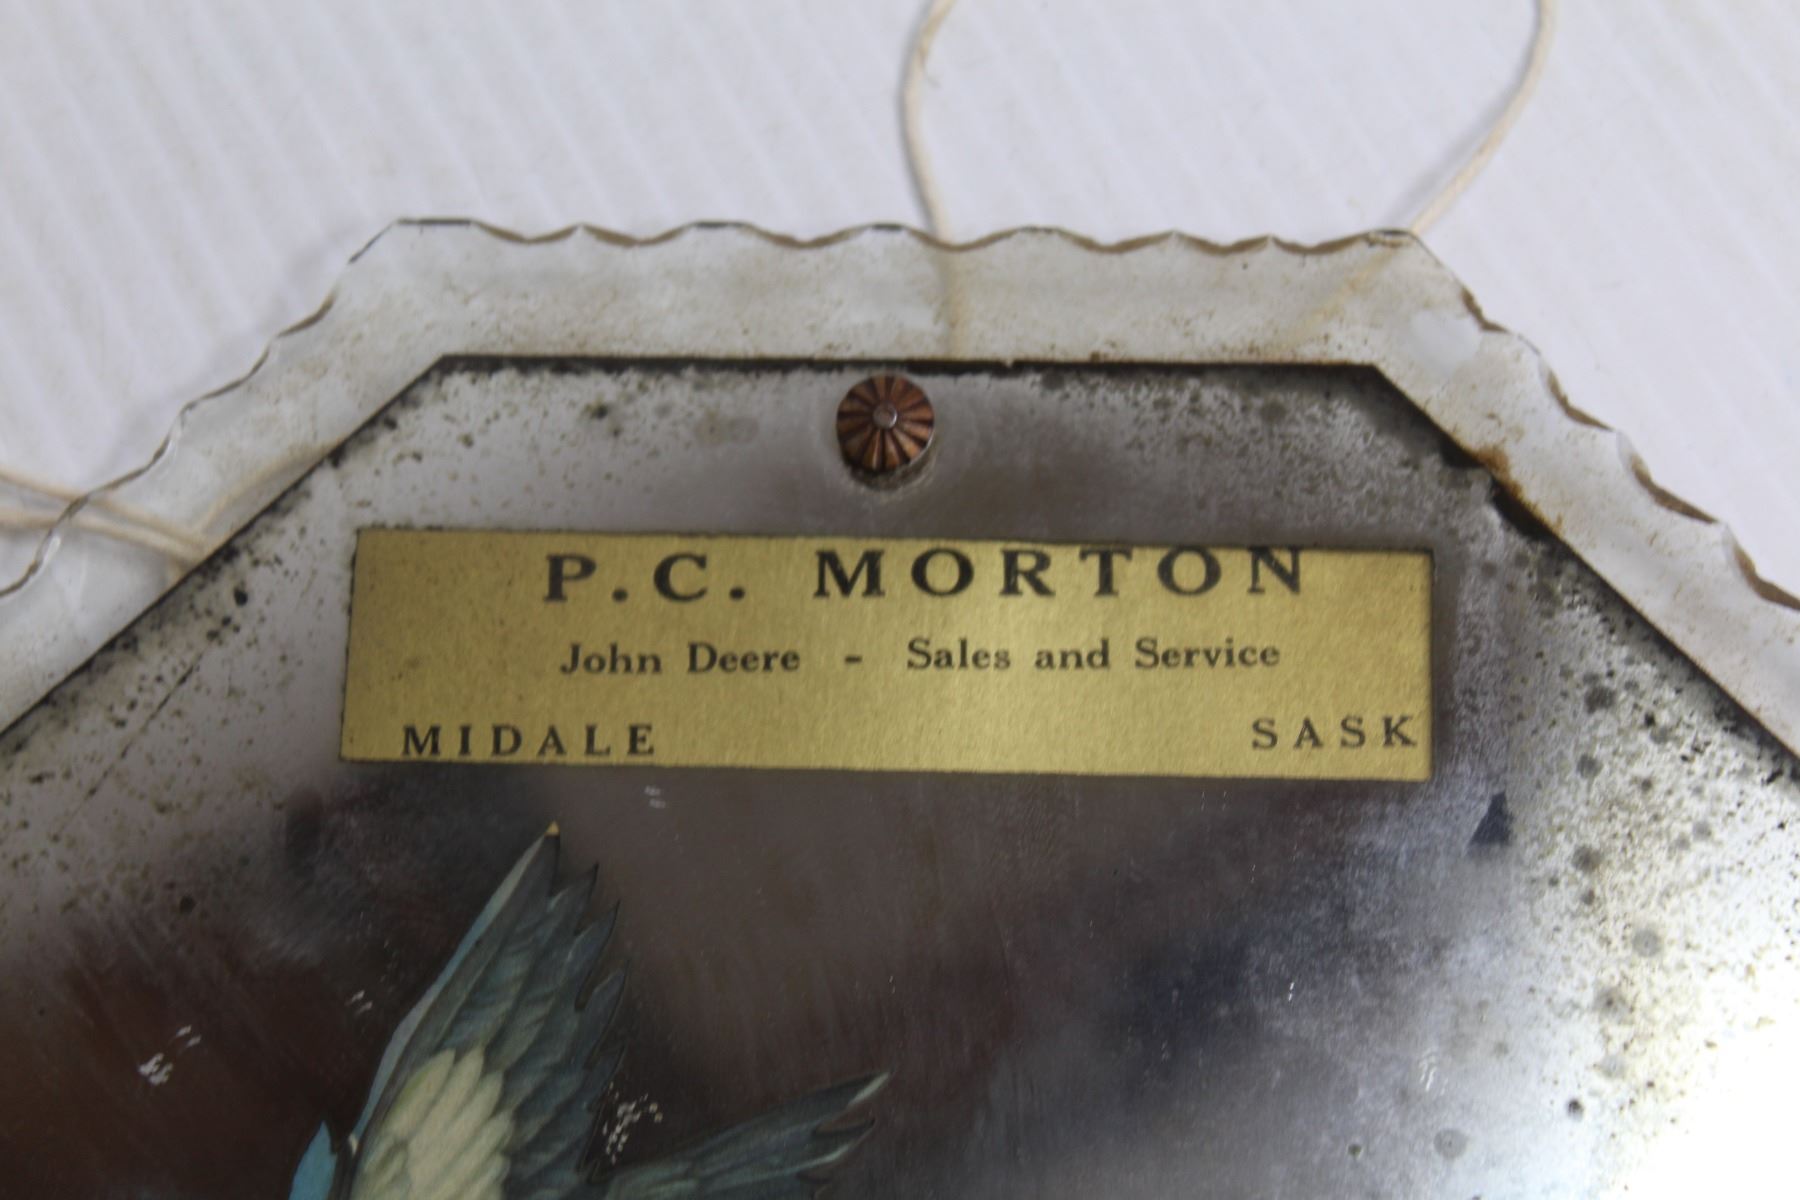 P.C. MORTON
John Deere - Sales and Service
MIDALE SASK